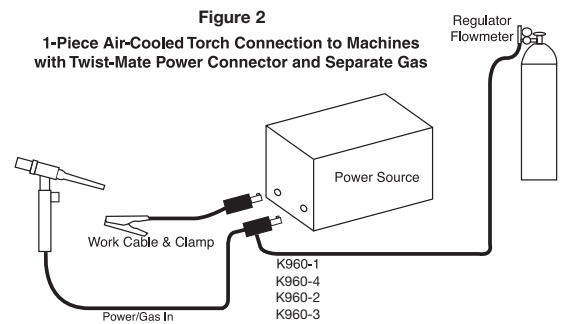 Figure 2
1-Piece Air-Cooled Torch Connection to Machines
with Twist-Mate Power Connector and Separate Gas
Regulator
Flowmeter
Power Source
Work Cable & Clamp
K960-1
K960-4
K960-2
K960-3
Power/Gas In